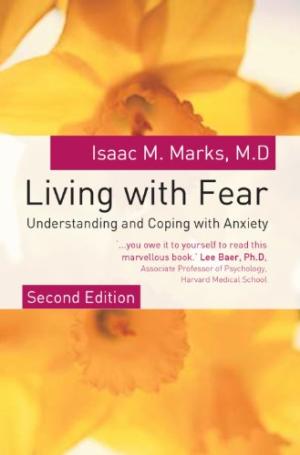 Isaac M. Marks, M.D
Living with Fear
Understanding and Coping with Anxiety
'...you owe it to yourself to read this
marvellous book.' Lee Baer, Ph.D,
Associate Professor of Psychology,
Harvard Medical School
Second Edition